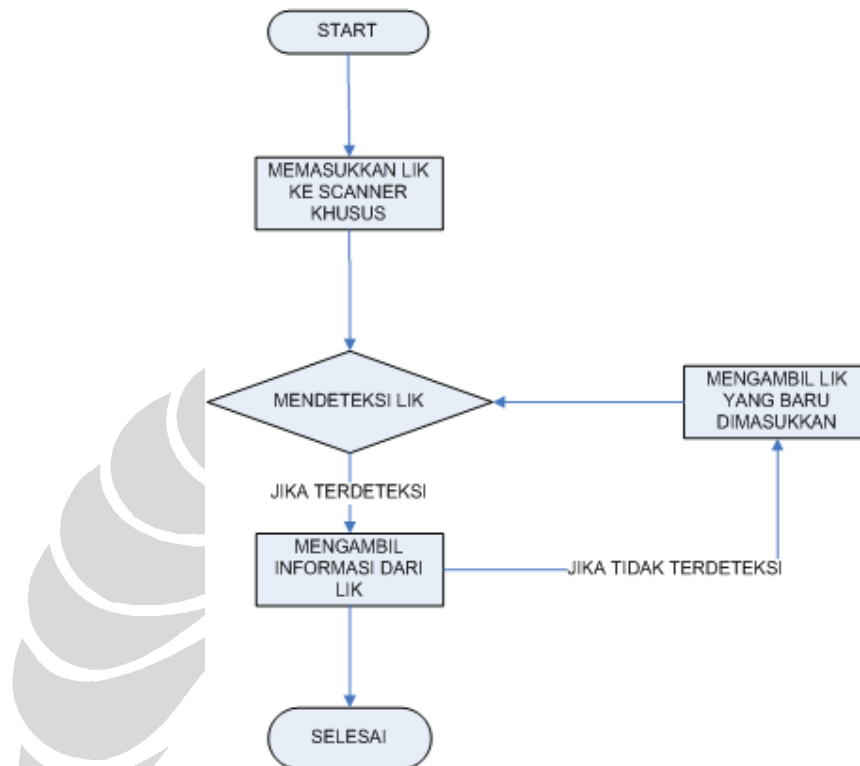 START
MEMASUKKAN LIK
KE SCANNER
KHUSUS
MENDETEKSI LIK
MENGAMBIL LIK
YANG BARU
DIMASUKKAN
JIKA TERDETEKSI
MENGAMBIL
INFORMASI DARI
LIK
JIKA TIDAK TERDETEKSI
SELESAI